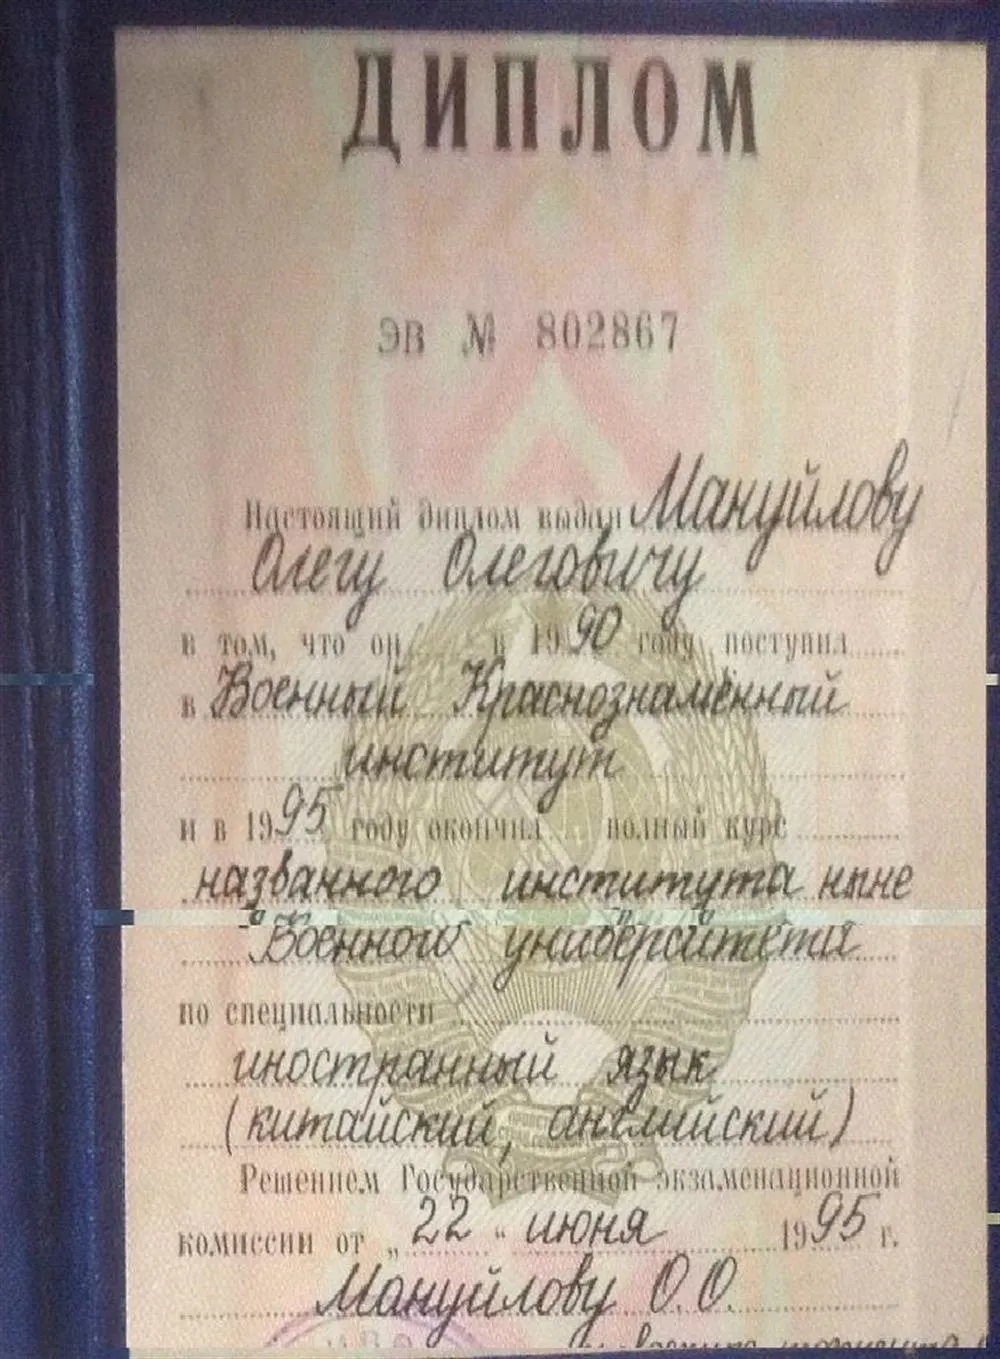 ДИПЛОМ
ЭВ № 802867
Настоящий диплом выдан Мануйлову
Олегу Олеговичу
в том, что он в 1990 году поступил
в Военный Краснознамённый
институт
и в 1995 году окончил полный курс
названного института ныне
"Военного университета"
по специальности
иностранный язык
(китайский, английский)
Решением Государственной экзаменационной
комиссии от „22" июня 1995 г.
Мануйлову О.О.